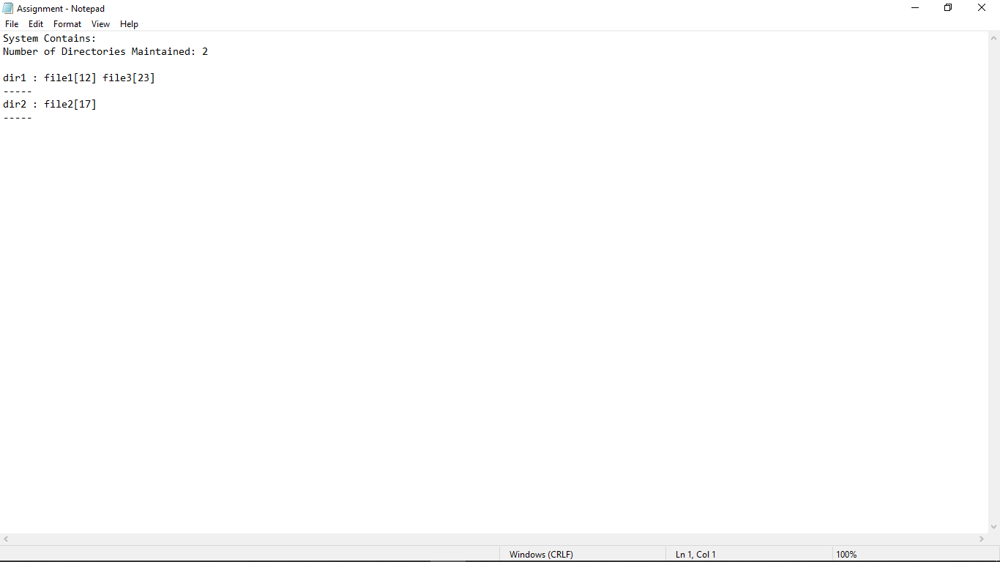 Assignment - Notepad
File Edit Format View Help
System Contains:
Number of Directories Maintained: 2
dir1 : file1[12] file3[23]
-----
dir2 : file2[17]
-----
Windows (CRLF) Ln 1, Col 1 100%